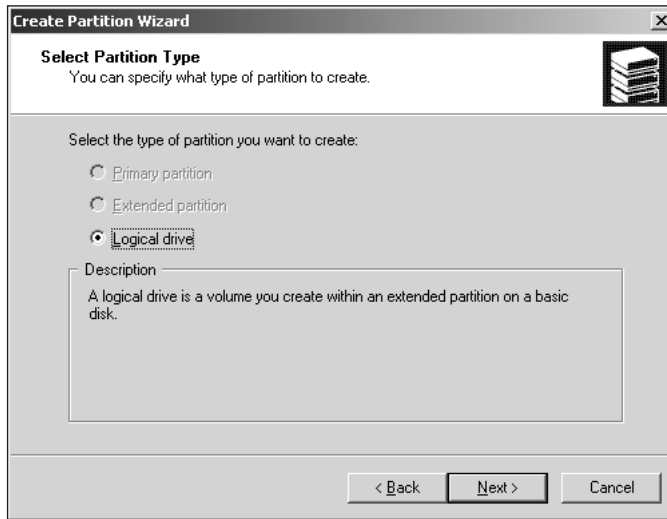 Create Partition Wizard
Select Partition Type
You can specify what type of partition to create.
Select the type of partition you want to create:
Primary partition
Extended partition
Logical drive
Description
A logical drive is a volume you create within an extended partition on a basic
disk.
< Back
Next >
Cancel